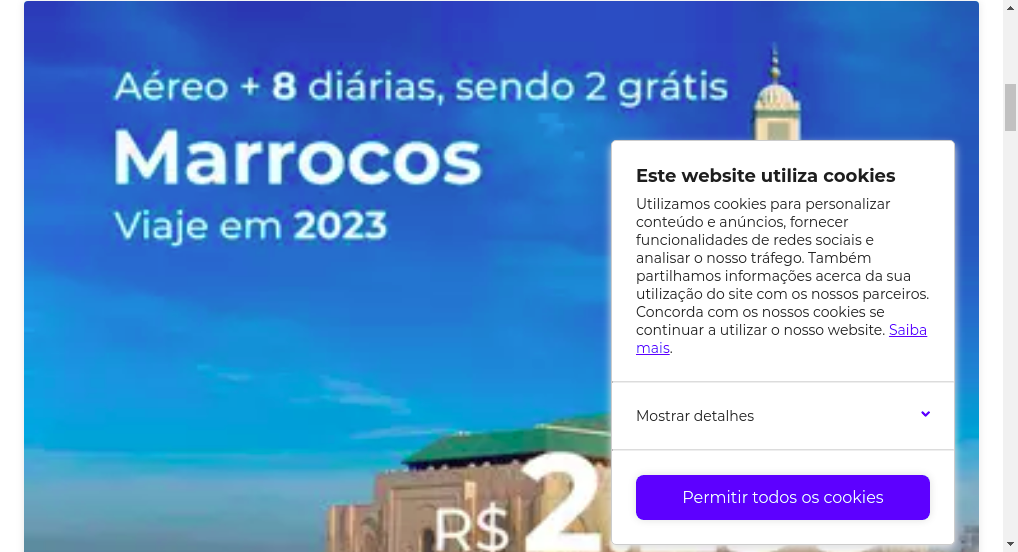 Aéreo + 8 diárias, sendo 2 grátis
Marrocos
Viaje em 2023
R$ 2
Este website utiliza cookies
Utilizamos cookies para personalizar
conteúdo e anúncios, fornecer
funcionalidades de redes sociais e
analisar o nosso tráfego. Também
partilhamos informações acerca da sua
utilização do site com os nossos parceiros.
Concorda com os nossos cookies se
continuar a utilizar o nosso website. Saiba
mais.
Mostrar detalhes
Permitir todos os cookies